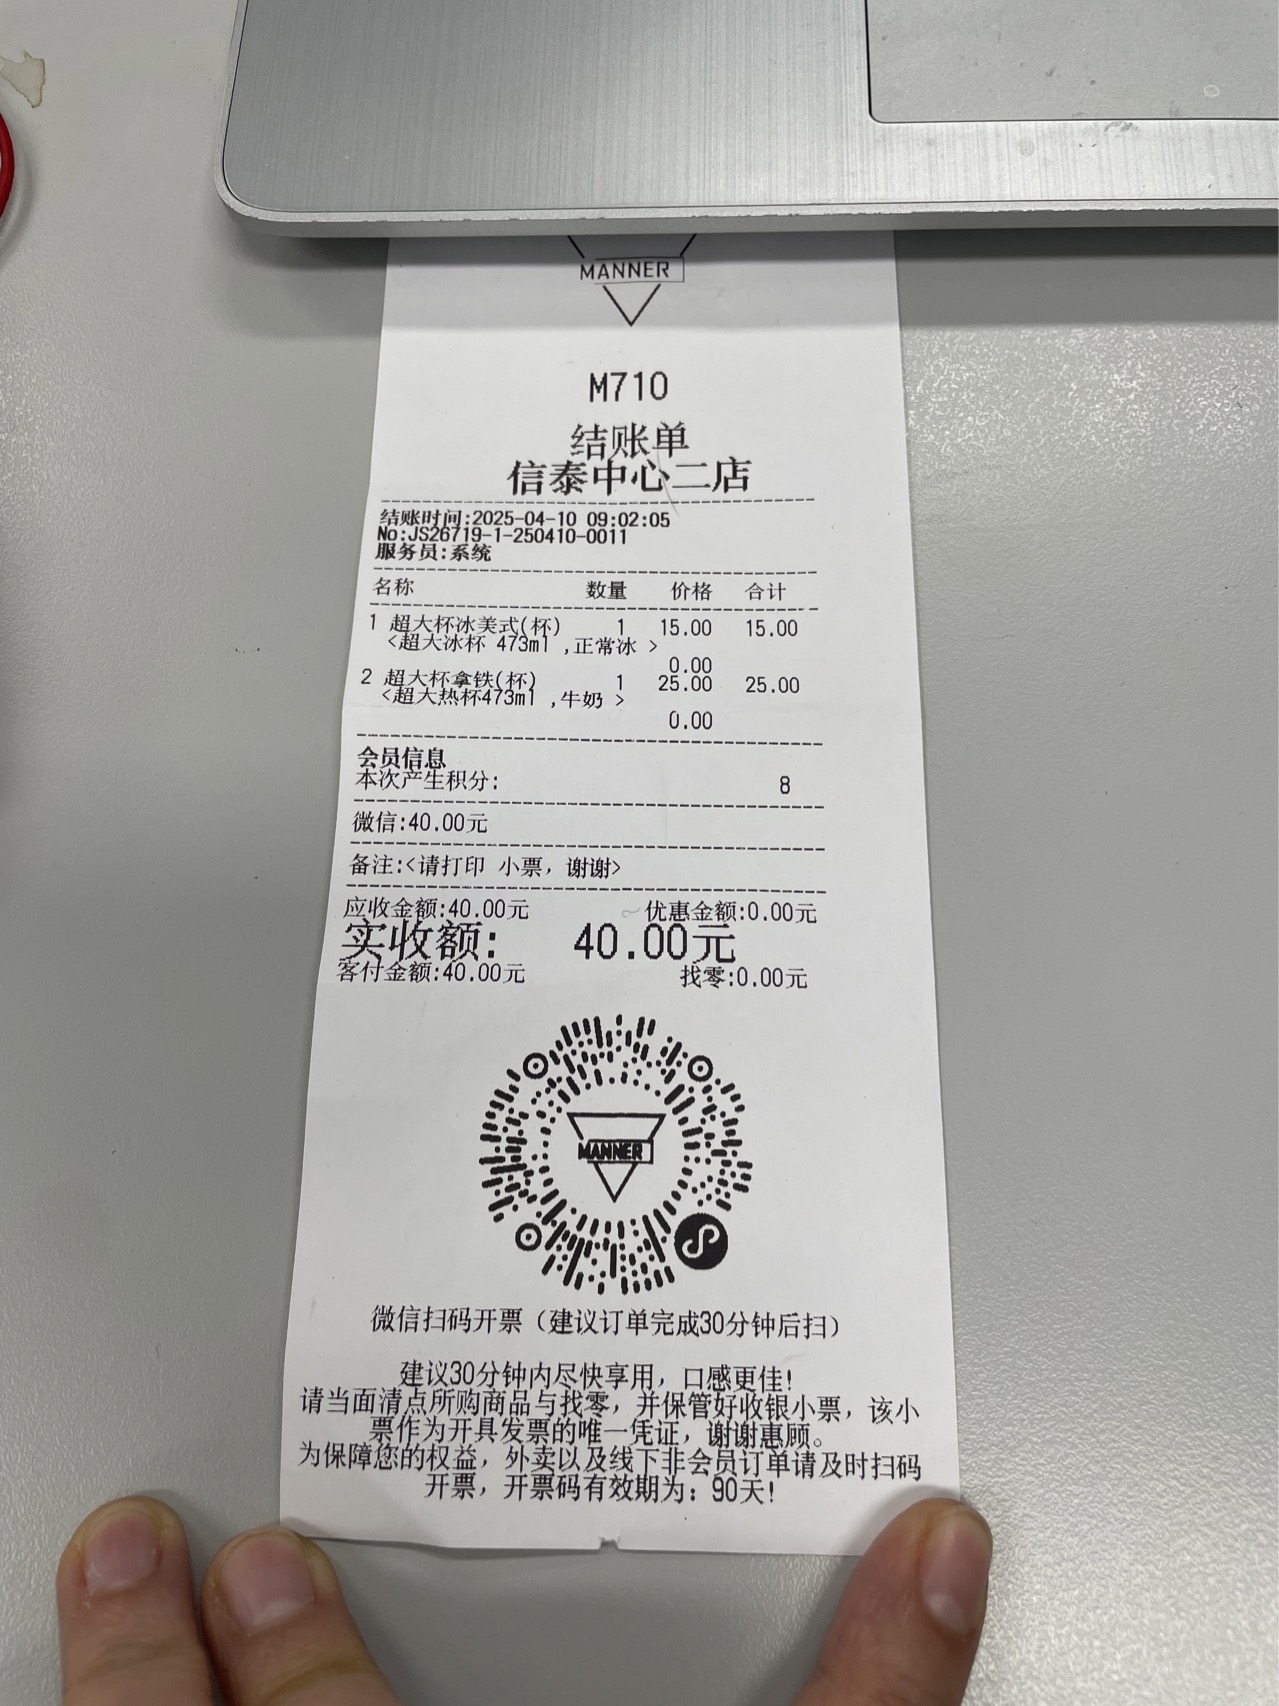 MANNER
M710
结账单
信泰中心二店
结账时间:2025-04-10 09:02:05
No:JS26719-1-250410-0011
服务员:系统
名称 数量 价格 合计
1 超大杯冰美式(杯) 1 15.00 15.00
<超大冰杯 473ml ,正常冰 >
0.00
2 超大杯拿铁(杯) 1 25.00 25.00
<超大热杯473ml ,牛奶 >
0.00
会员信息
本次产生积分: 8
微信:40.00元
备注:<请打印 小票，谢谢>
应收金额:40.00元 优惠金额:0.00元
实收额: 40.00元
客付金额:40.00元 找零:0.00元
MANNER
微信扫码开票（建议订单完成30分钟后扫）
建议30分钟内尽快享用，口感更佳!
请当面清点所购商品与找零，并保管好收银小票，该小
票作为开具发票的唯一凭证，谢谢惠顾。
为保障您的权益，外卖以及线下非会员订单请及时扫码
开票，开票码有效期为：90天!